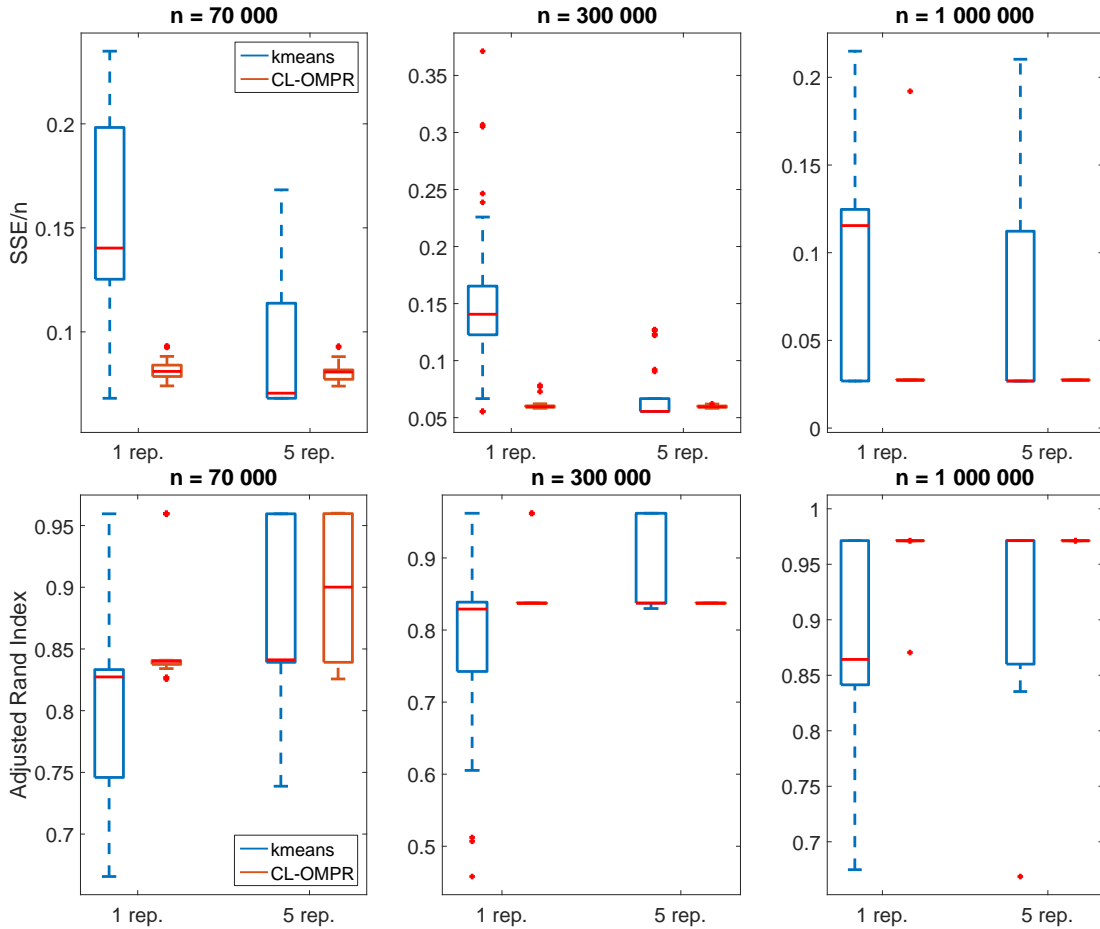 n = 70 000
n = 300 000
n = 1 000 000
SSE/n
0.2
0.15
0.1
kmeans
CL-OMPR
1 rep.
5 rep.
0.35
0.3
0.25
0.2
0.15
0.1
0.05
1 rep.
5 rep.
0.2
0.15
0.1
0.05
0
1 rep.
5 rep.
n = 70 000
n = 300 000
n = 1 000 000
Adjusted Rand Index
0.95
0.9
0.85
0.8
0.75
0.7
kmeans
CL-OMPR
1 rep.
5 rep.
0.9
0.8
0.7
0.6
0.5
1 rep.
5 rep.
1
0.95
0.9
0.85
0.8
0.75
0.7
1 rep.
5 rep.